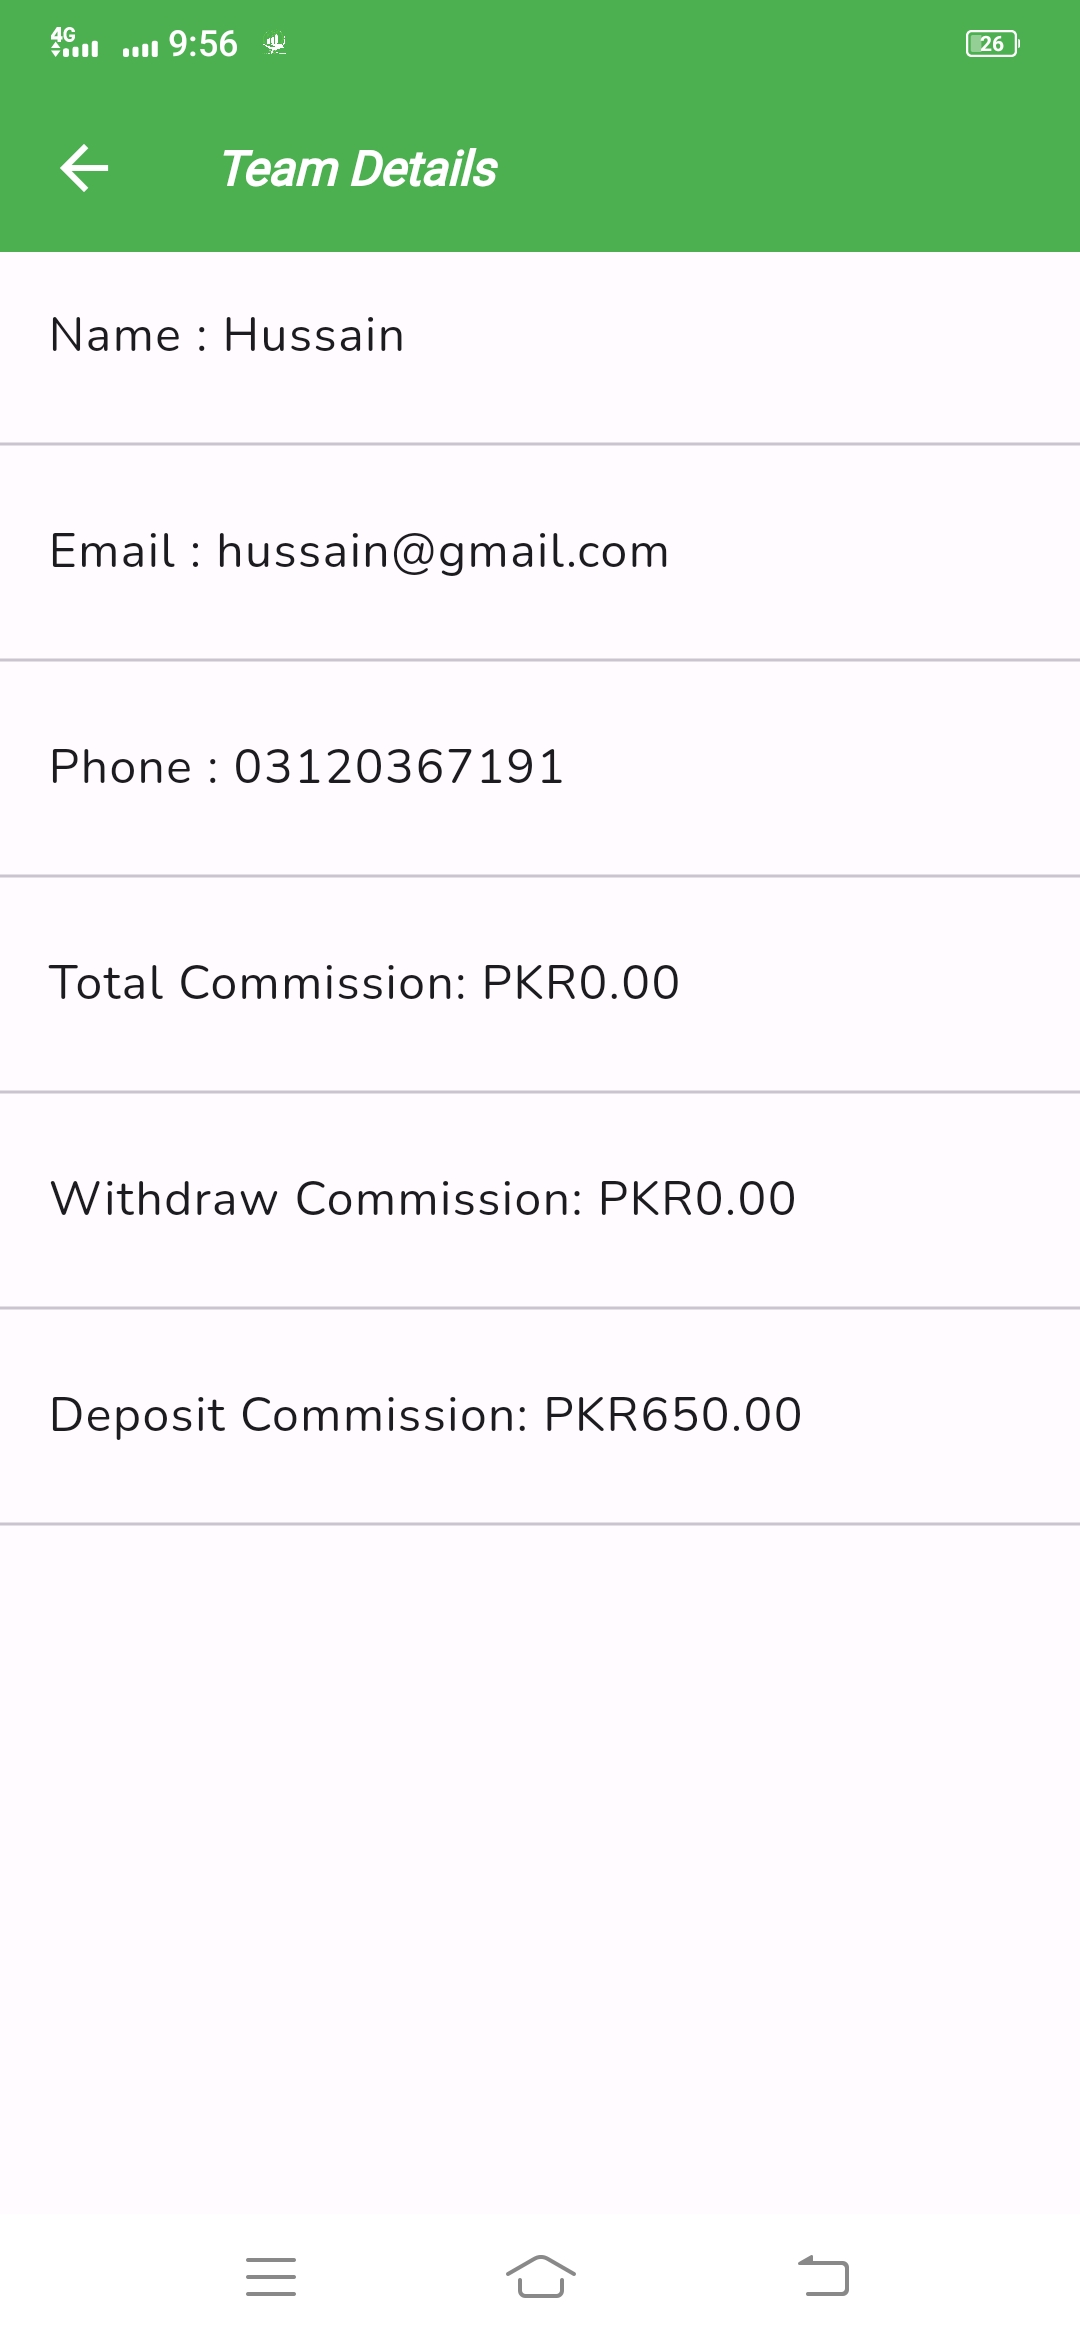 4G 9:56 26
Team Details
Name : Hussain
Email : hussain@gmail.com
Phone : 03120367191
Total Commission: PKR0.00
Withdraw Commission: PKR0.00
Deposit Commission: PKR650.00